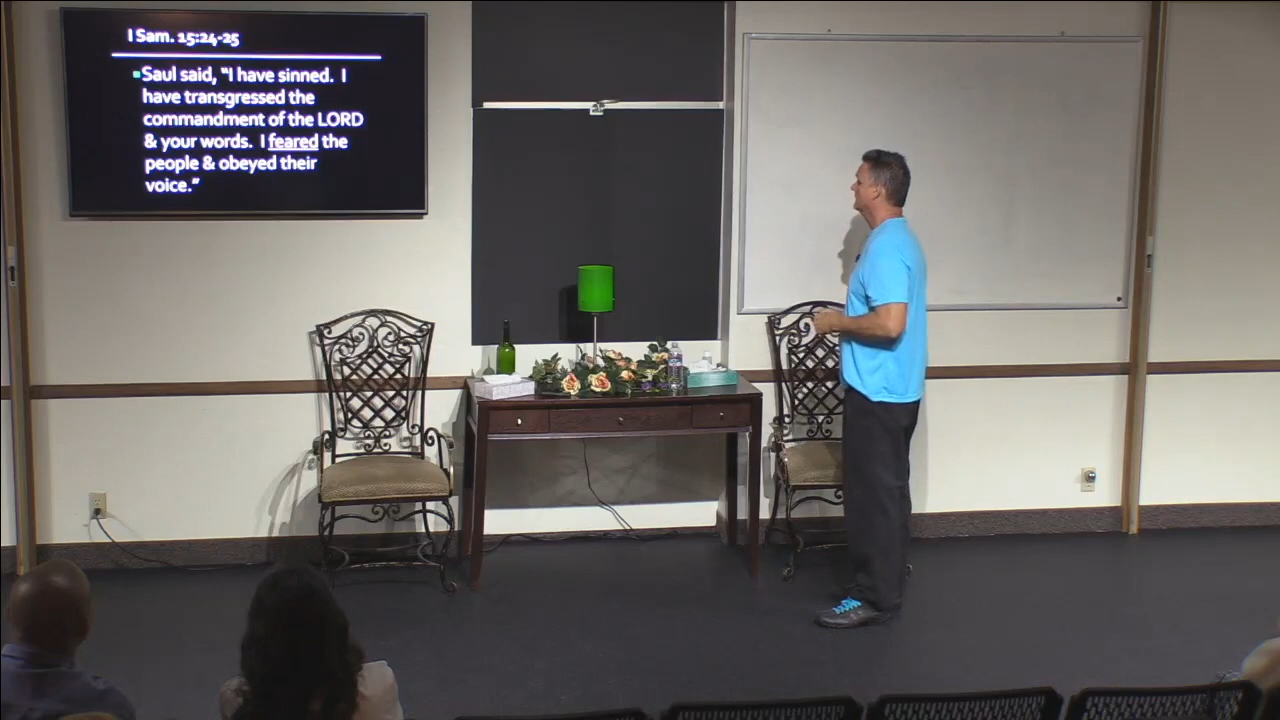 I Sam. 15:24-25
Saul said, "I have sinned. I
have transgressed the
commandment of the LORD
& your words. I feared the
people & obeyed their
voice."